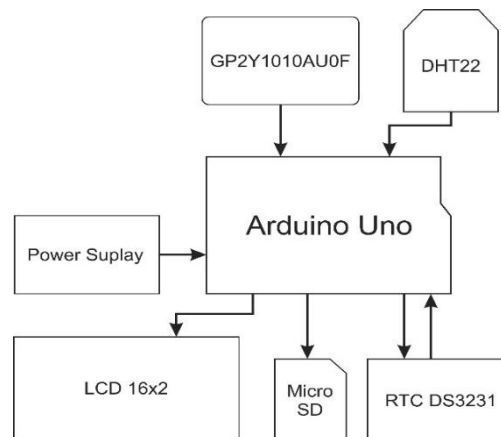 GP2Y1010AU0F
DHT22
Arduino Uno
Power Suplay
LCD 16x2
Micro
SD
RTC DS3231